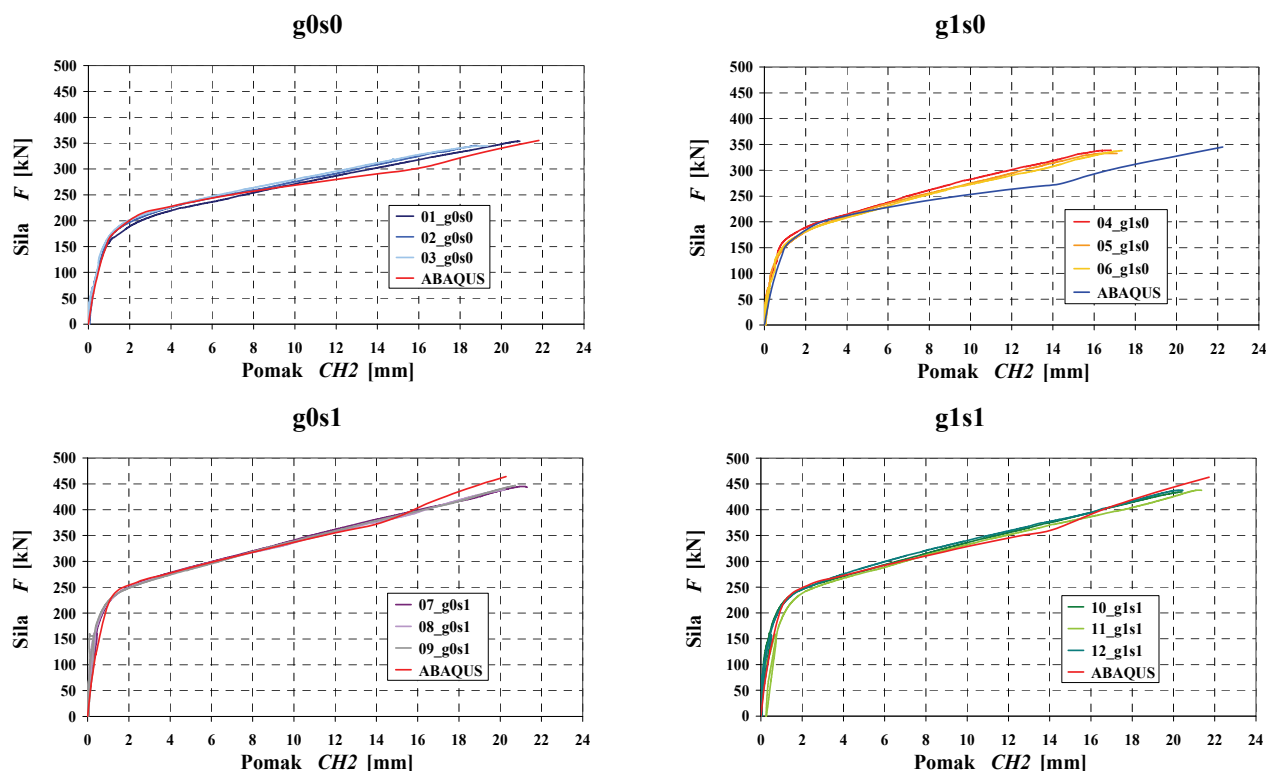 g0s0
500
450
400
350
300
250
200
150
100
50
0
Sila F [kN]
01_g0s0
02_g0s0
03_g0s0
ABAQUS
0 2 4 6 8 10 12 14 16 18 20 22 24
Pomak CH2 [mm]
g1s0
500
450
400
350
300
250
200
150
100
50
0
Sila F [kN]
04_g1s0
05_g1s0
06_g1s0
ABAQUS
0 2 4 6 8 10 12 14 16 18 20 22 24
Pomak CH2 [mm]
g0s1
500
450
400
350
300
250
200
150
100
50
0
Sila F [kN]
07_g0s1
08_g0s1
09_g0s1
ABAQUS
0 2 4 6 8 10 12 14 16 18 20 22 24
Pomak CH2 [mm]
g1s1
500
450
400
350
300
250
200
150
100
50
0
Sila F [kN]
10_g1s1
11_g1s1
12_g1s1
ABAQUS
0 2 4 6 8 10 12 14 16 18 20 22 24
Pomak CH2 [mm]